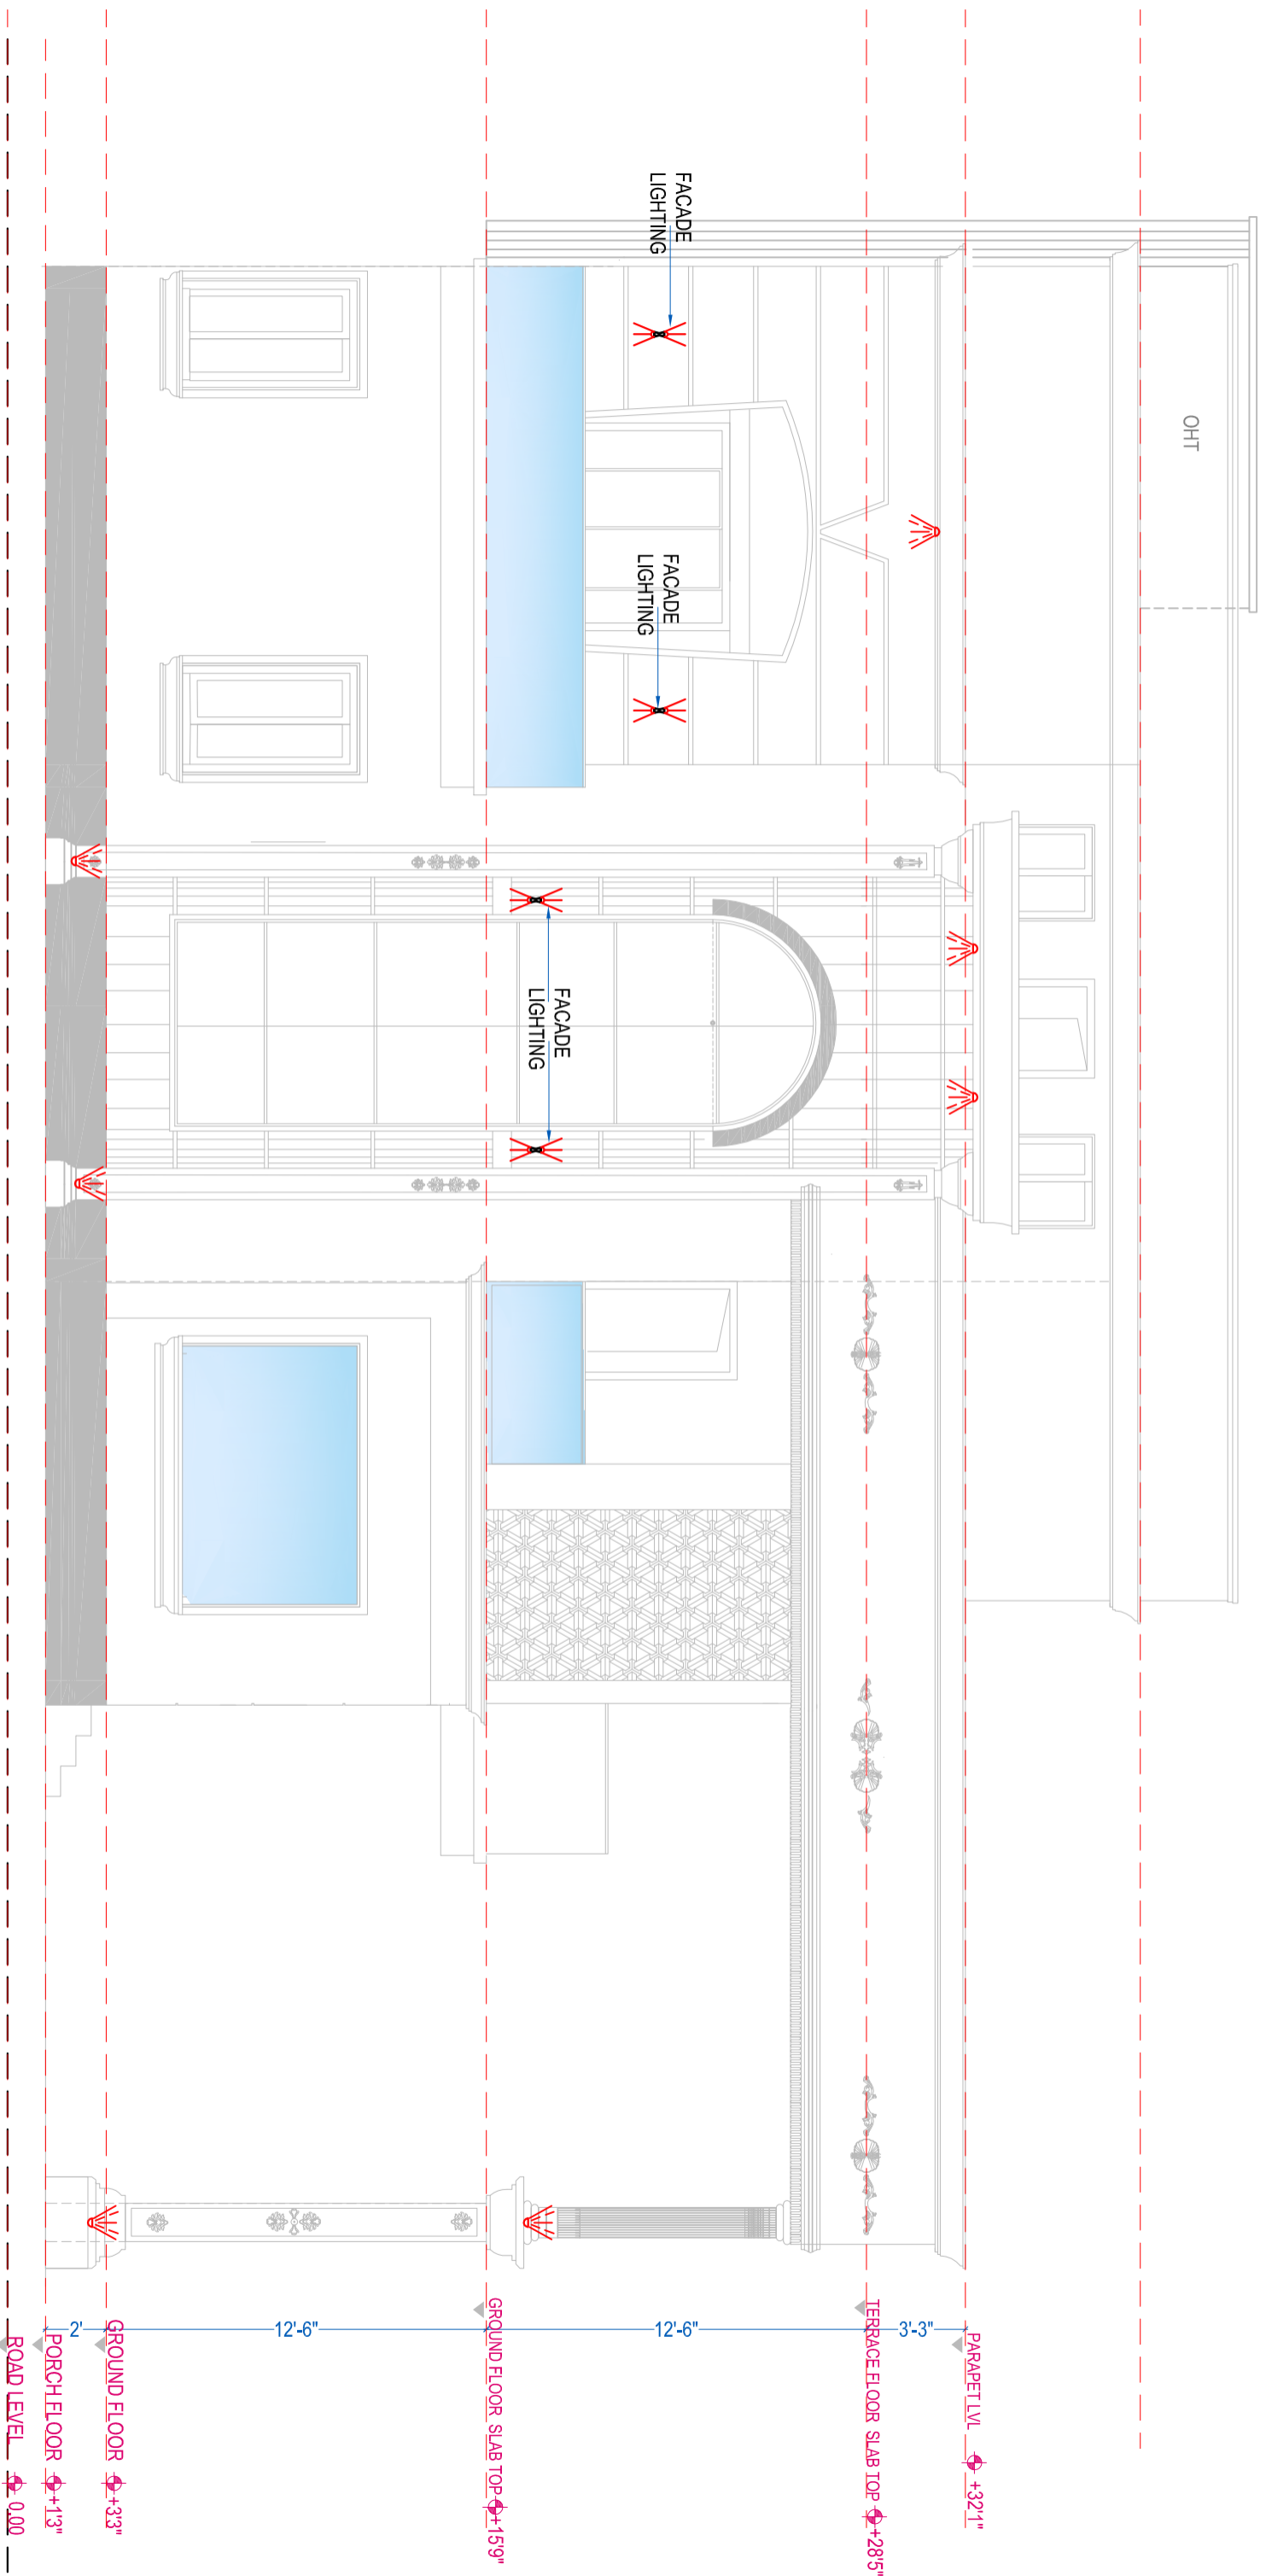 OHT
FACADE
LIGHTING
FACADE
LIGHTING
FACADE
LIGHTING
PARAPET LVL +32'1"
3'-3"
TERRACE FLOOR SLAB TOP +28'5"
12'-6"
GROUND FLOOR SLAB TOP +15'9"
12'-6"
GROUND FLOOR +3'3"
2'
PORCH FLOOR +1'3"
ROAD LEVEL 0.00